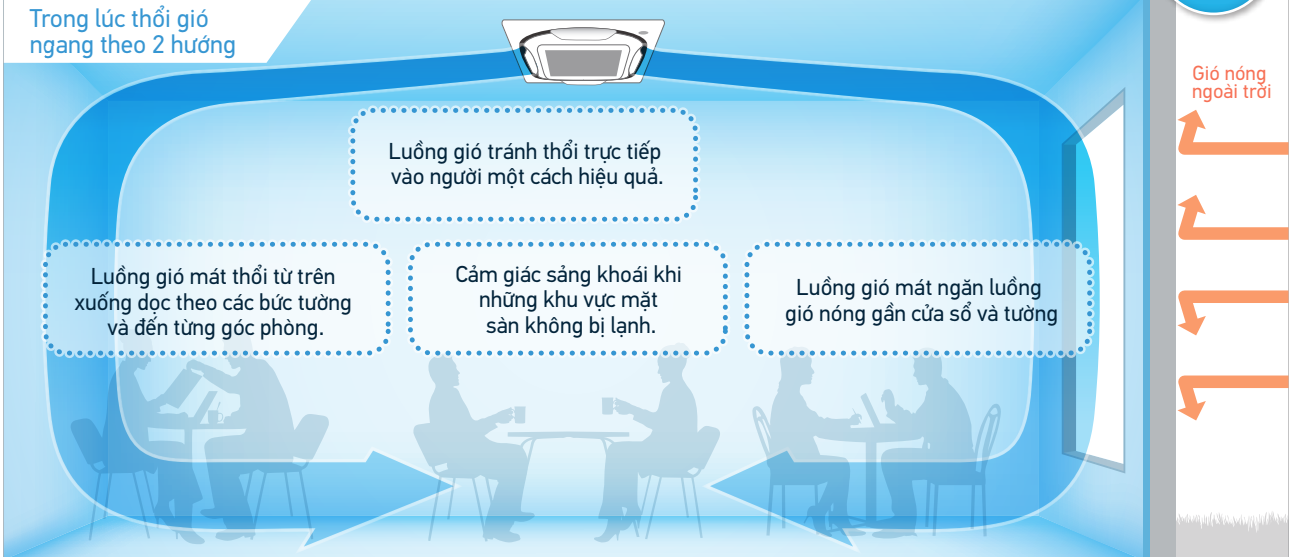 Trong lúc thổi gió
ngang theo 2 hướng
Gió nóng
ngoài trời
Luồng gió tránh thổi trực tiếp
vào người một cách hiệu quả.
Luồng gió mát thổi từ trên
xuống dọc theo các bức tường
và đến từng góc phòng.
Cảm giác sảng khoái khi
những khu vực mặt
sàn không bị lạnh.
Luồng gió mát ngăn luồng
gió nóng gần cửa sổ và tường